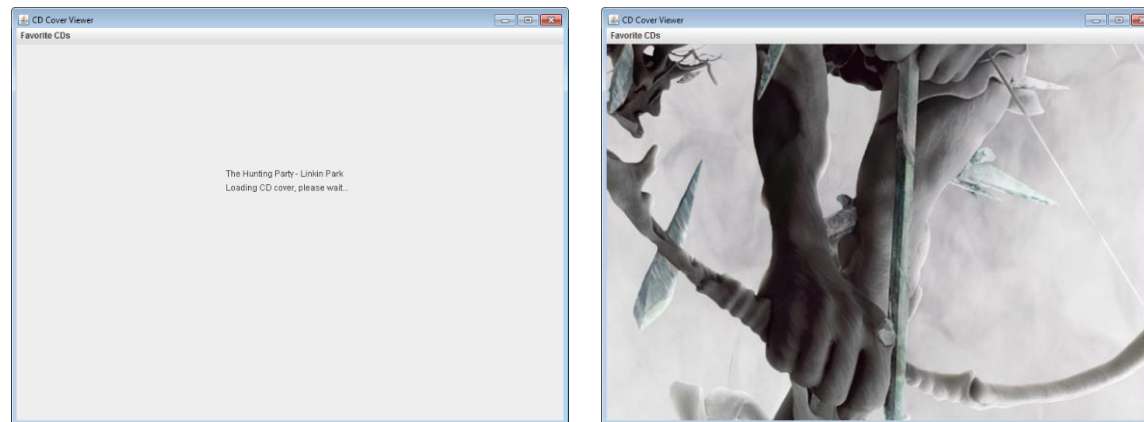 CD Cover Viewer
Favorite CDs
The Hunting Party - Linkin Park
Loading CD cover, please wait...
CD Cover Viewer
Favorite CDs